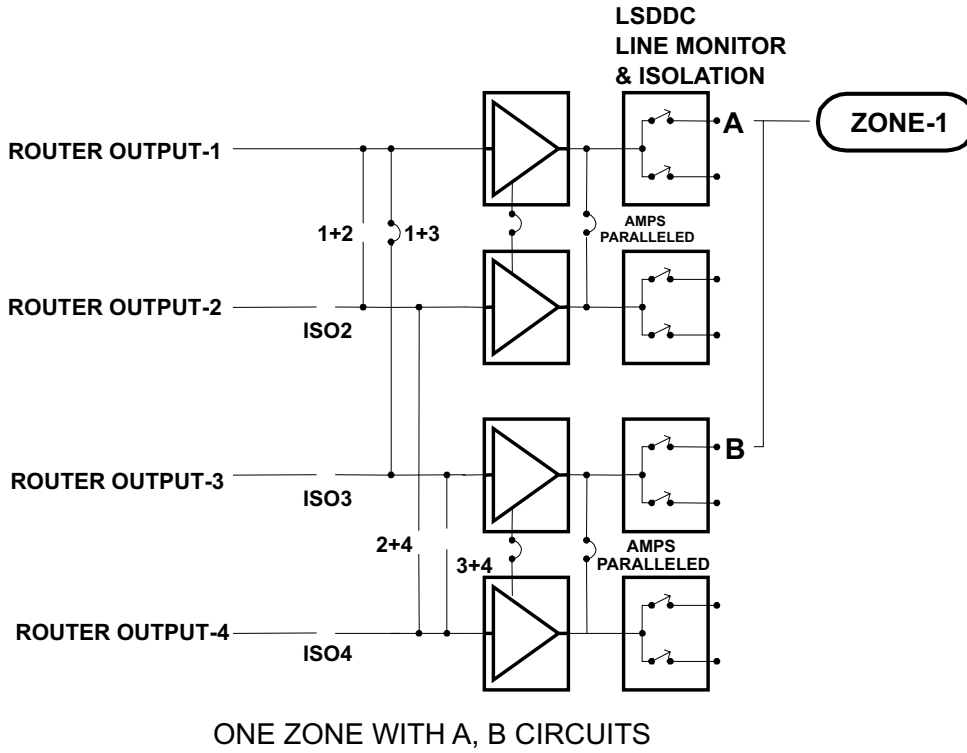 LSDDC
LINE MONITOR
& ISOLATION
A
ZONE-1
ROUTER OUTPUT-1
1+2
1+3
AMPS
PARALLELED
ROUTER OUTPUT-2
ISO2
B
ROUTER OUTPUT-3
ISO3
2+4
3+4
AMPS
PARALLELED
ROUTER OUTPUT-4
ISO4
ONE ZONE WITH A, B CIRCUITS